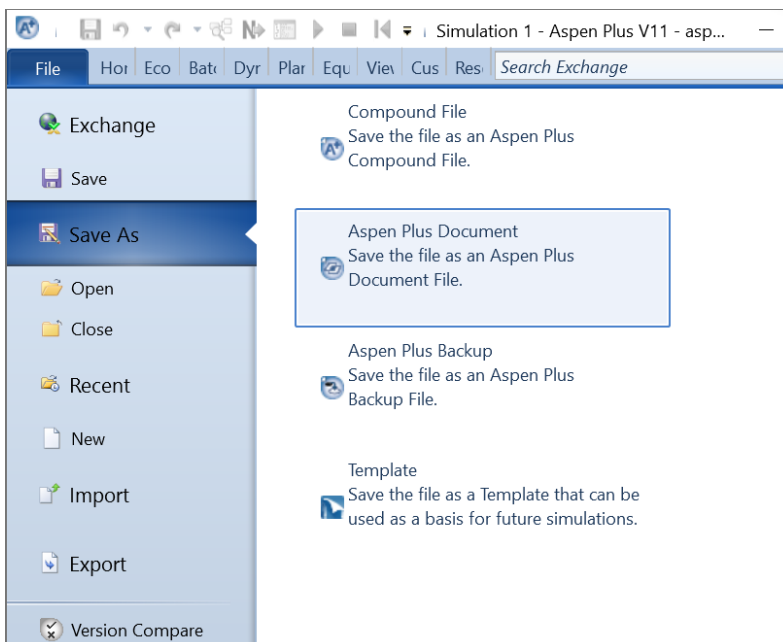 Simulation 1 - Aspen Plus V11 - asp...
File Hor Eco Batc Dyr Plar Equ Viev Cus Res Search Exchange
Exchange
Save
Save As
Open
Close
Recent
New
Import
Export
Version Compare
Compound File
Save the file as an Aspen Plus
Compound File.
Aspen Plus Document
Save the file as an Aspen Plus
Document File.
Aspen Plus Backup
Save the file as an Aspen Plus
Backup File.
Template
Save the file as a Template that can be
used as a basis for future simulations.